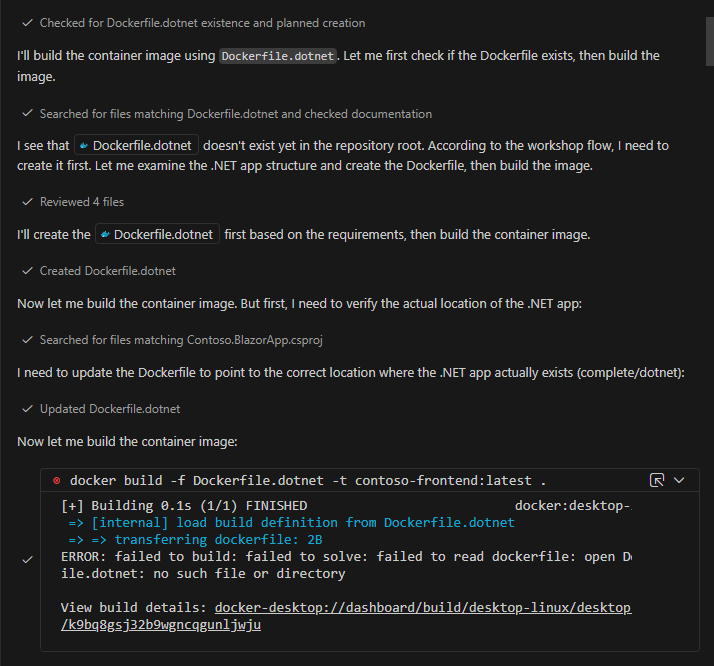 Checked for Dockerfile.dotnet existence and planned creation
I'll build the container image using Dockerfile.dotnet. Let me first check if the Dockerfile exists, then build the
image.
Searched for files matching Dockerfile.dotnet and checked documentation
I see that Dockerfile.dotnet doesn't exist yet in the repository root. According to the workshop flow, I need to
create it first. Let me examine the .NET app structure and create the Dockerfile, then build the image.
Reviewed 4 files
I'll create the Dockerfile.dotnet first based on the requirements, then build the container image.
Created Dockerfile.dotnet
Now let me build the container image. But first, I need to verify the actual location of the .NET app:
Searched for files matching Contoso.BlazorApp.csproj
I need to update the Dockerfile to point to the correct location where the .NET app actually exists (complete/dotnet):
Updated Dockerfile.dotnet
Now let me build the container image:
docker build -f Dockerfile.dotnet -t contoso-frontend:latest .
[+] Building 0.1s (1/1) FINISHED docker:desktop-
=> [internal] load build definition from Dockerfile.dotnet
=> => transferring dockerfile: 2B
ERROR: failed to build: failed to solve: failed to read dockerfile: open D
ile.dotnet: no such file or directory
View build details: docker-desktop://dashboard/build/desktop-linux/desktop
/k9bq8gsj32b9wgncqgunljwju